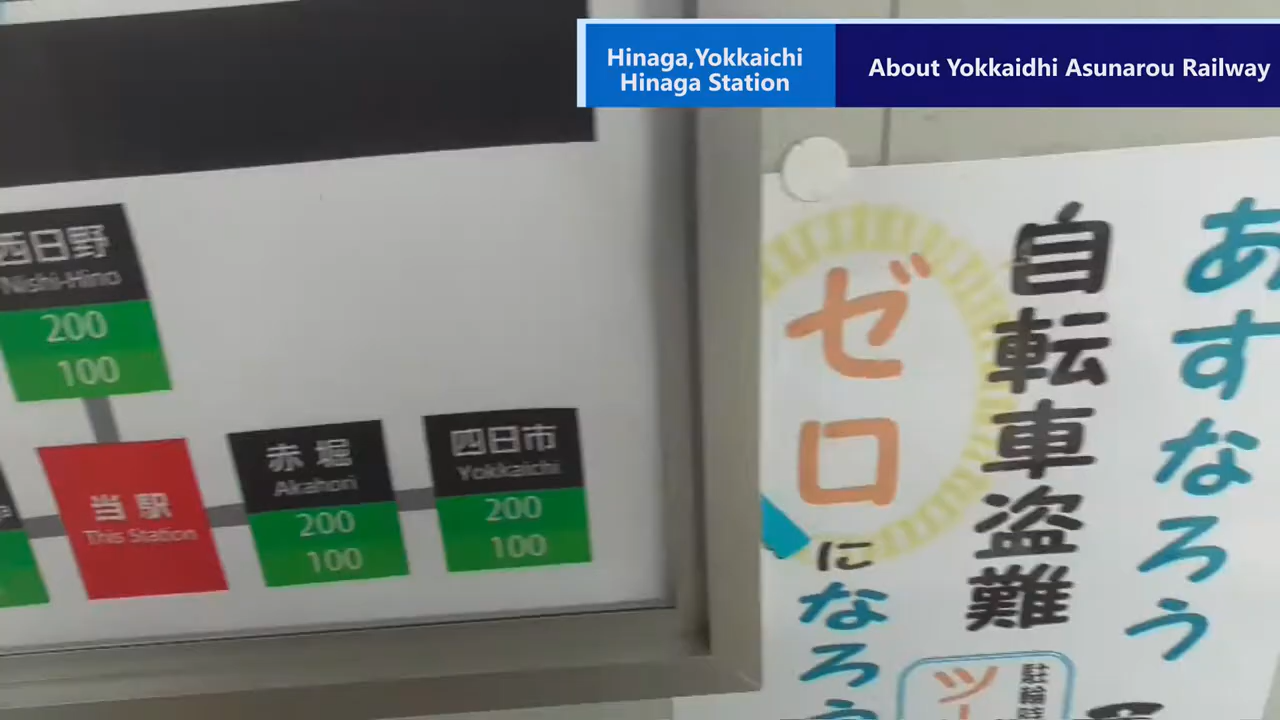 Hinaga,Yokkaichi
Hinaga Station
About Yokkaidhi Asunarou Railway
西日野
Nishi-Hino
200
100
当駅
This Station
赤堀
Akahori
200
100
四日市
Yokkaichi
200
100
あすなろう
自転車盗難
ゼロに
なろう